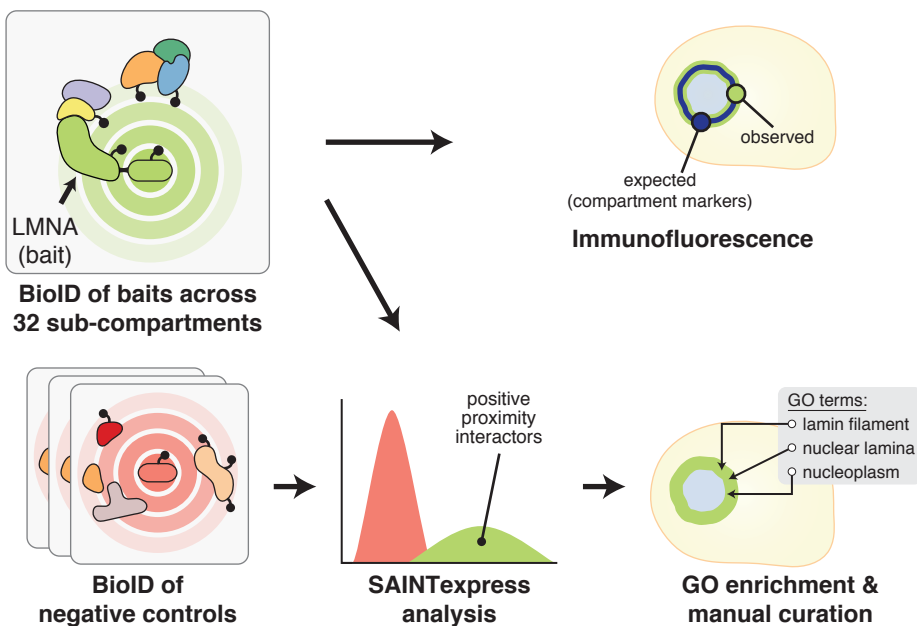 LMNA
(bait)
BioID of baits across
32 sub-compartments
observed
expected
(compartment markers)
Immunofluorescence
BioID of
negative controls
positive
proximity
interactors
SAINTexpress
analysis
GO terms:
lamin filament
nuclear lamina
nucleoplasm
GO enrichment &
manual curation